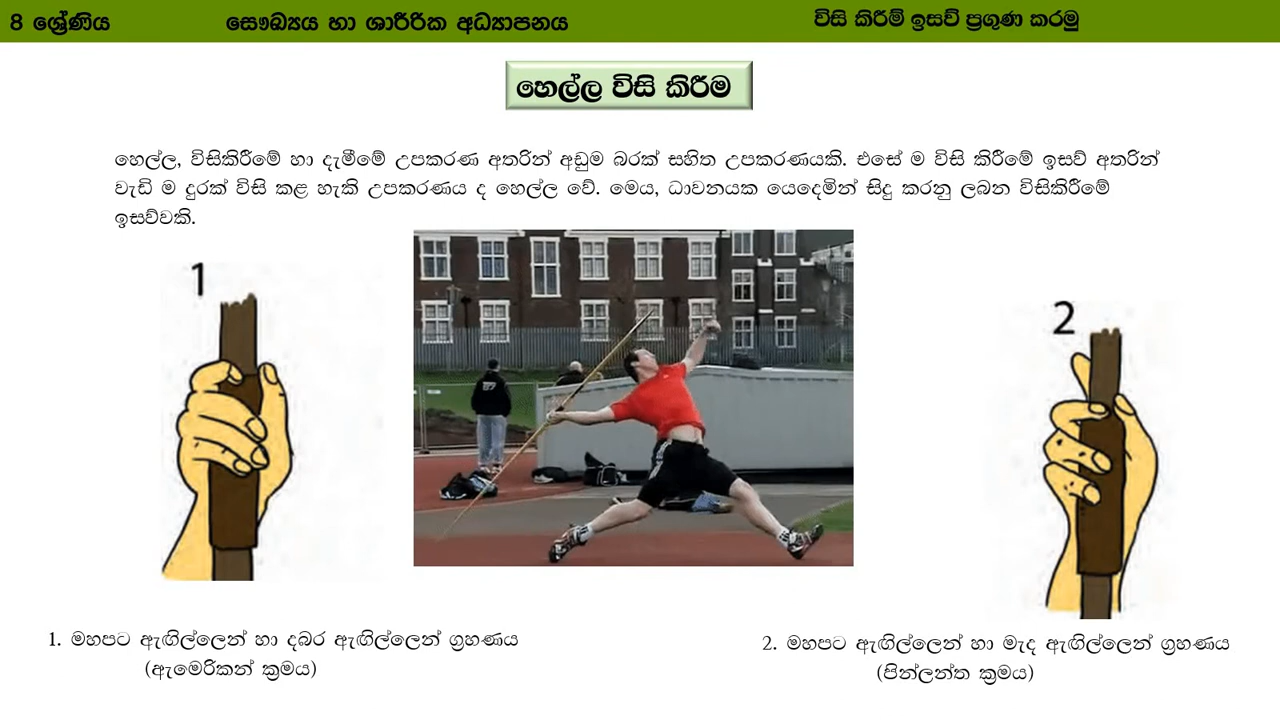 8 ශ්‍රේණිය සෞඛ්‍යය හා ශාරීරික අධ්‍යාපනය විසි කිරීම් ඉසව් ප්‍රගුණ කරමු
හෙල්ල විසි කිරීම
හෙල්ල, විසිකිරීමේ හා දැමීමේ උපකරණ අතරින් අඩුම බරක් සහිත උපකරණයකි. එසේ ම විසි කිරීමේ ඉසව් අතරින්
වැඩි ම දුරක් විසි කළ හැකි උපකරණය ද හෙල්ල වේ. මෙය, ධාවනයක යෙදෙමින් සිදු කරනු ලබන විසිකිරීමේ
ඉසව්වකි.
1
2
1. මහපට ඇඟිල්ලෙන් හා දබර ඇඟිල්ලෙන් ග්‍රහණය
(ඇමෙරිකන් ක්‍රමය)
2. මහපට ඇඟිල්ලෙන් හා මැද ඇඟිල්ලෙන් ග්‍රහණය
(පින්ලන්ත ක්‍රමය)